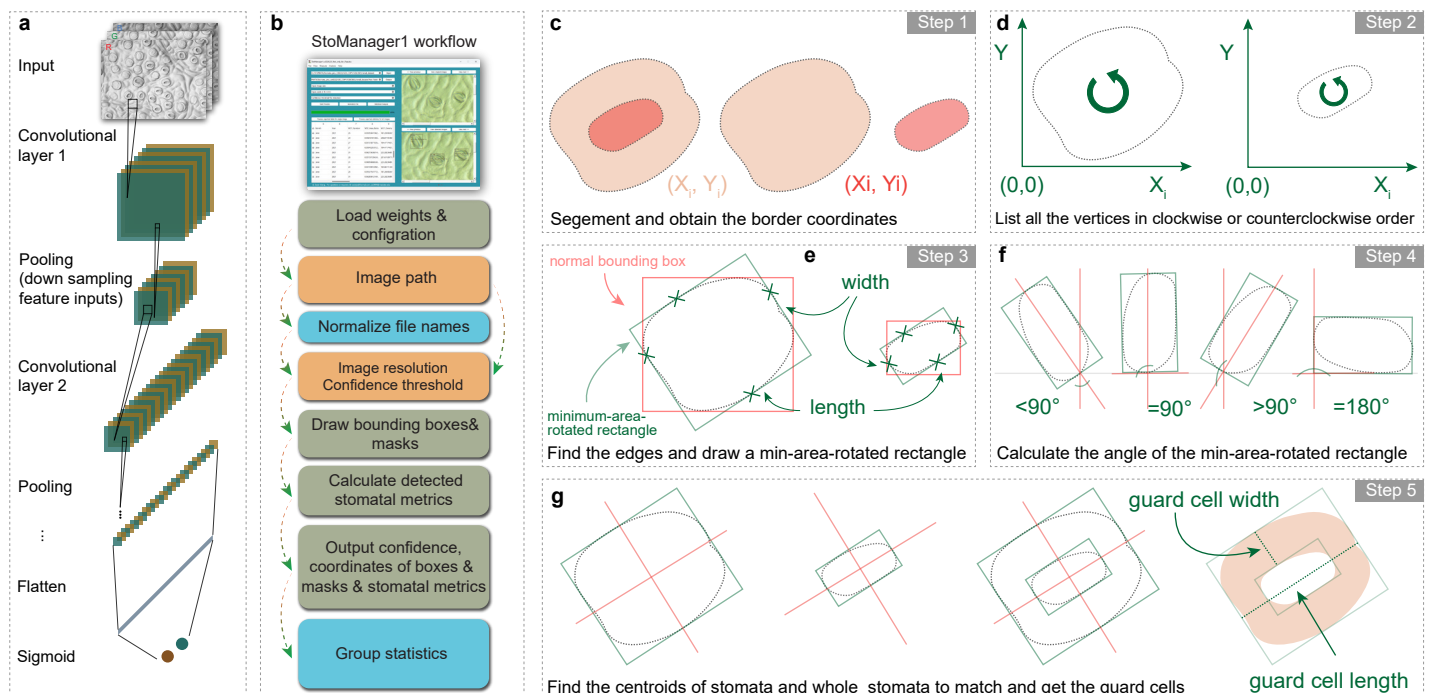 a
Input
R
G
Convolutional
layer 1
Pooling
(down sampling
feature inputs)
Convolutional
layer 2
Pooling
⋮
Flatten
Sigmoid
b
StoManager1 workflow
Load weights &
configration
Image path
Normalize file names
Image resolution
Confidence threshold
Draw bounding boxes&
masks
Calculate detected
stomatal metrics
Output confidence,
coordinates of boxes &
masks & stomatal metrics
Group statistics
c
Step 1
(Xi, Yi)
(Xi, Yi)
Segement and obtain the border coordinates
d
Step 2
Y
Y
(0,0)
Xi
(0,0)
Xi
List all the vertices in clockwise or counterclockwise order
e
Step 3
normal bounding box
width
length
minimum-area-
rotated rectangle
Find the edges and draw a min-area-rotated rectangle
f
Step 4
<90°
=90°
>90°
=180°
Calculate the angle of the min-area-rotated rectangle
g
Step 5
guard cell width
guard cell length
Find the centroids of stomata and whole_stomata to match and get the guard cells